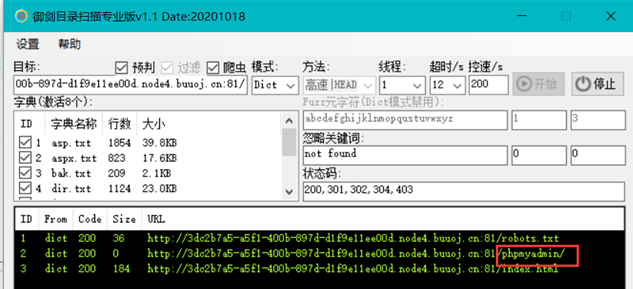 御剑目录扫描专业版v1.1 Date:20201018
设置 帮助
目标: 预判 过滤 爬虫 模式: 方法: 线程: 超时/s 控速/s
00b-897d-d1f9e11ee00d.node4.buuoj.cn:81/ Dict 高速|HEAD 1 12 200 开始 停止
字典(激活8个): Fuzz元字符(Dict模式禁用):
abcdefghijklnmopqustuvwxyz 1 3
ID 字典名称 行数 大小
1 asp.txt 1854 39.8KB
2 aspx.txt 823 17.6KB
3 bak.txt 209 2.1KB
4 dir.txt 1124 23.0KB
忽略关键词:
not found 0 0
状态码:
200,301,302,304,403
ID From Code Size URL
1 dict 200 36 http://3dc2b7a5-a5f1-400b-897d-d1f9e11ee00d.node4.buuoj.cn:81/robots.txt
2 dict 200 0 http://3dc2b7a5-a5f1-400b-897d-d1f9e11ee00d.node4.buuoj.cn:81/phpmyadmin/
3 dict 200 184 http://3dc2b7a5-a5f1-400b-897d-d1f9e11ee00d.node4.buuoj.cn:81/index.html